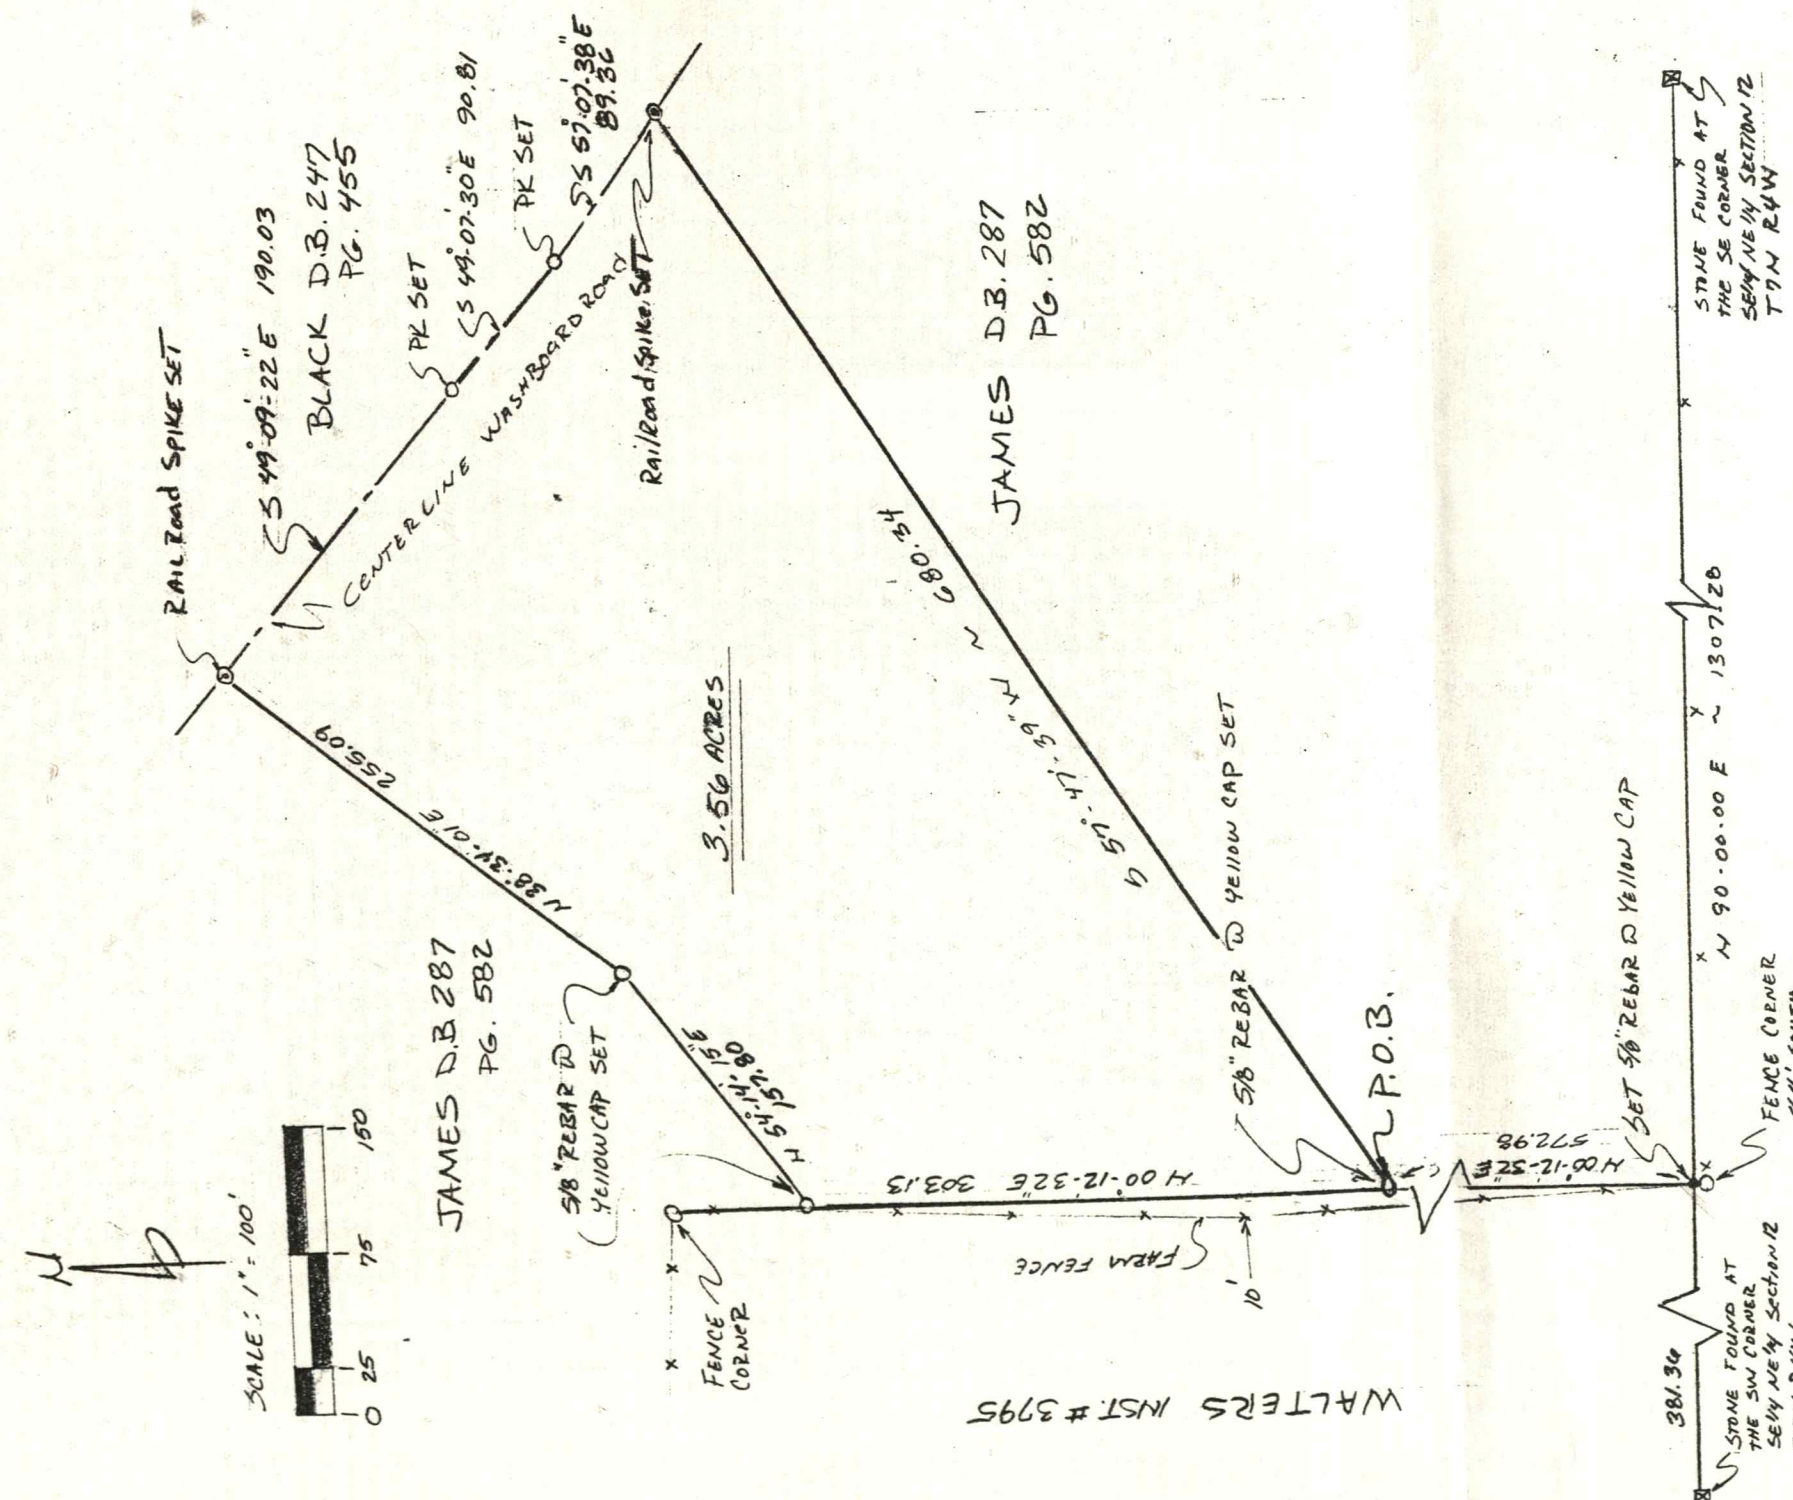 N
SCALE: 1" = 100'
0 25 75 150
RAILRoad SPIKE SET
S 49°-09'-22"E 190.03
BLACK D.B. 247
PG. 455
PK SET
S 49°-07'-30"E 90.81
PK SET
S 57°-07'-38"E
89.36
CENTERLINE WASHBOARD ROAD
RailRoad Spike SET
255.09
N 38°-34'-01"E
JAMES D.B. 287
PG. 582
5/8" REBAR W
YEllOW CAP SET
N 54°-14'-15"E
157.80
3.56 ACRES
680.34
S 57°-47'-39" W
JAMES D.B. 287
PG. 582
5/8" REBAR W YEllOW CAP SET
P.O.B.
N 00°-12'-32"E 303.13
FARM FENCE
10'
FENCE
CORNER
WALTERS INST. # 3795
N 00°-12'-32"E
572.98
SET 5/8" REBAR W YEllOW CAP
N 90-00-00 E ~ 1307.28
FENCE CORNER
SOUTH
381.36
STONE FOUND AT
THE SW CORNER
SE1/4 NE1/4 SECTION 12
STONE FOUND AT
THE SE CORNER
SE1/4 NE1/4 SECTION 12
T7N R4W